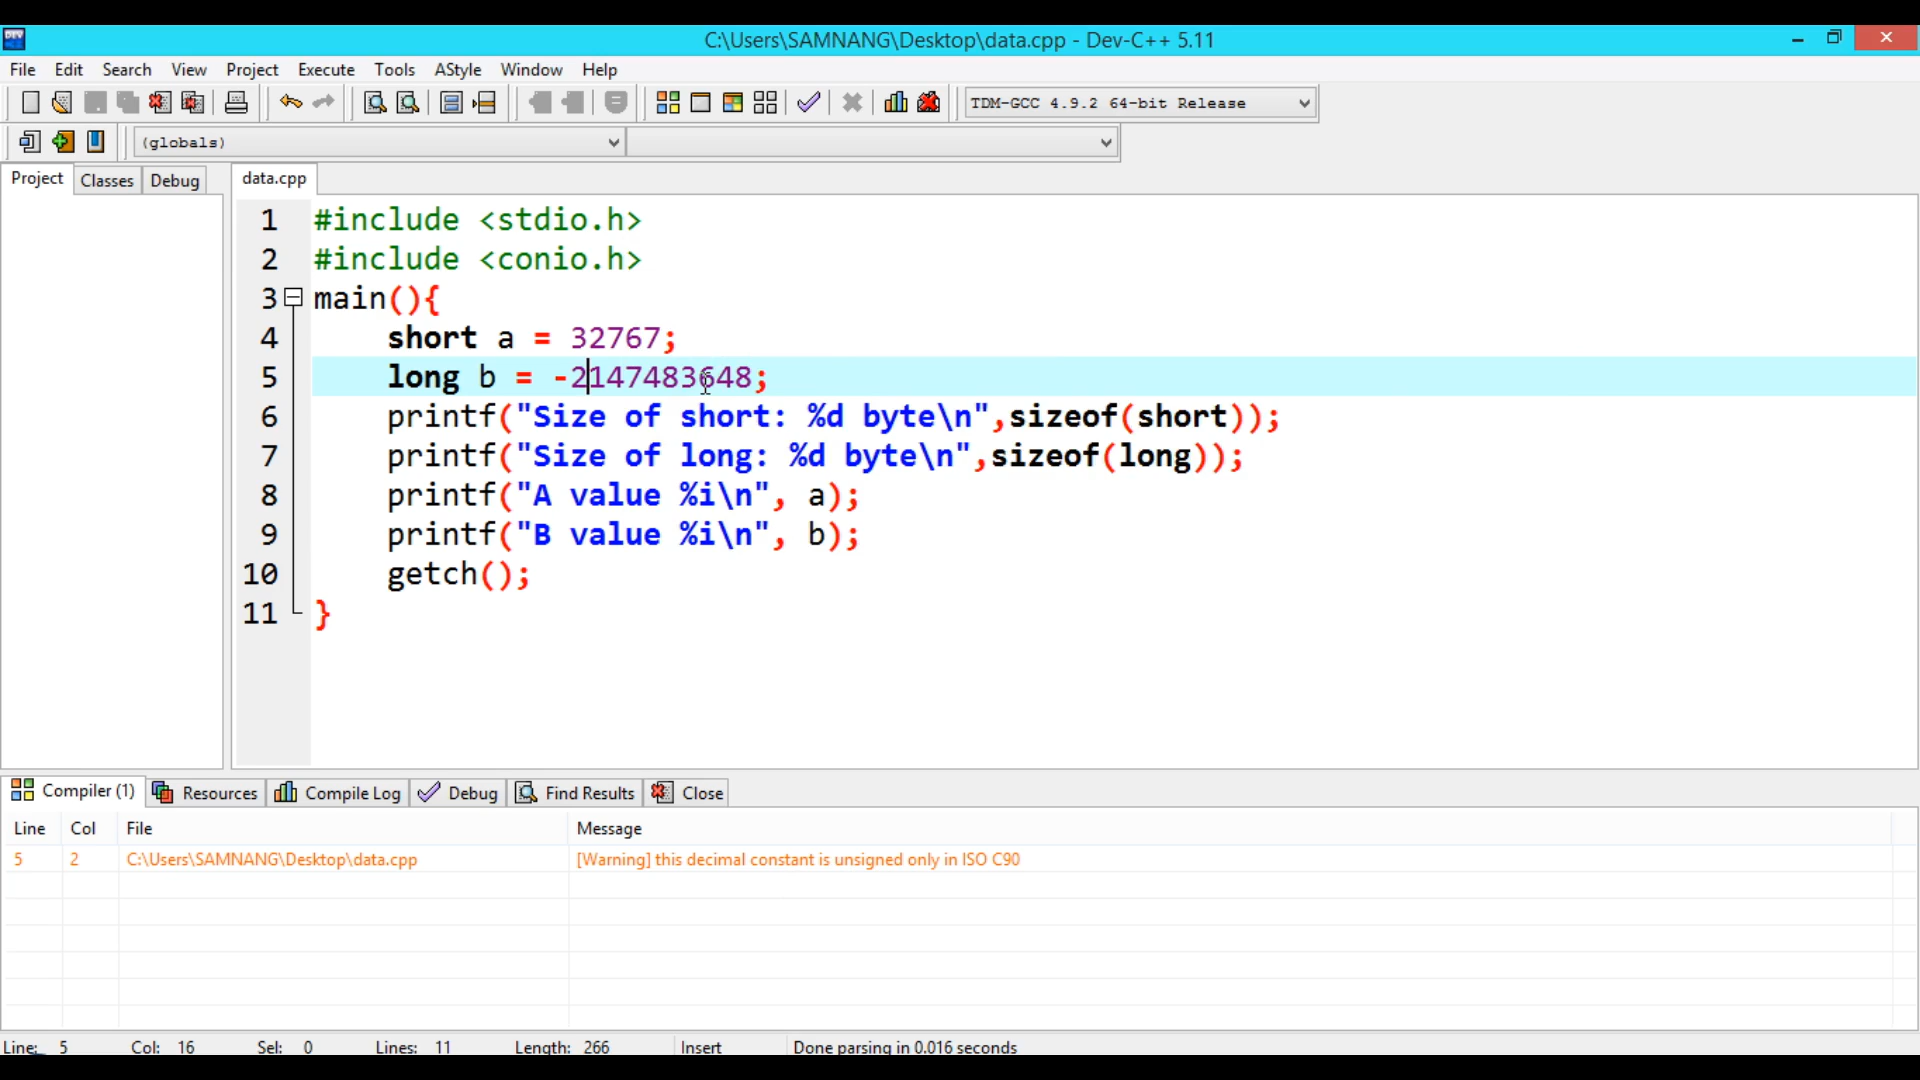 C:\Users\SAMNANG\Desktop\data.cpp - Dev-C++ 5.11
File Edit Search View Project Execute Tools AStyle Window Help
TDM-GCC 4.9.2 64-bit Release
(globals)
Project Classes Debug
data.cpp
1 #include <stdio.h>
2 #include <conio.h>
3 main(){
4 short a = 32767;
5 long b = -2147483648;
6 printf("Size of short: %d byte\n",sizeof(short));
7 printf("Size of long: %d byte\n",sizeof(long));
8 printf("A value %i\n", a);
9 printf("B value %i\n", b);
10 getch();
11 }
Compiler (1) Resources Compile Log Debug Find Results Close
Line Col File Message
5 2 C:\Users\SAMNANG\Desktop\data.cpp [Warning] this decimal constant is unsigned only in ISO C90
Line: 5 Col: 16 Sel: 0 Lines: 11 Length: 266 Insert Done parsing in 0.016 seconds